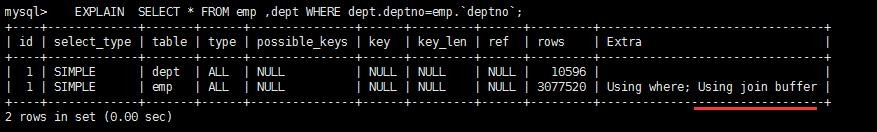 mysql>    EXPLAIN  SELECT * FROM emp ,dept WHERE dept.deptno=emp.`deptno`;
+----+-------------+-------+------+---------------+------+---------+------+---------+--------------------------------+
| id | select_type | table | type | possible_keys | key  | key_len | ref  | rows    | Extra                          |
+----+-------------+-------+------+---------------+------+---------+------+---------+--------------------------------+
|  1 | SIMPLE      | dept  | ALL  | NULL          | NULL | NULL    | NULL |   10596 |                                |
|  1 | SIMPLE      | emp   | ALL  | NULL          | NULL | NULL    | NULL | 3077520 | Using where; Using join buffer |
+----+-------------+-------+------+---------------+------+---------+------+---------+--------------------------------+
2 rows in set (0.00 sec)